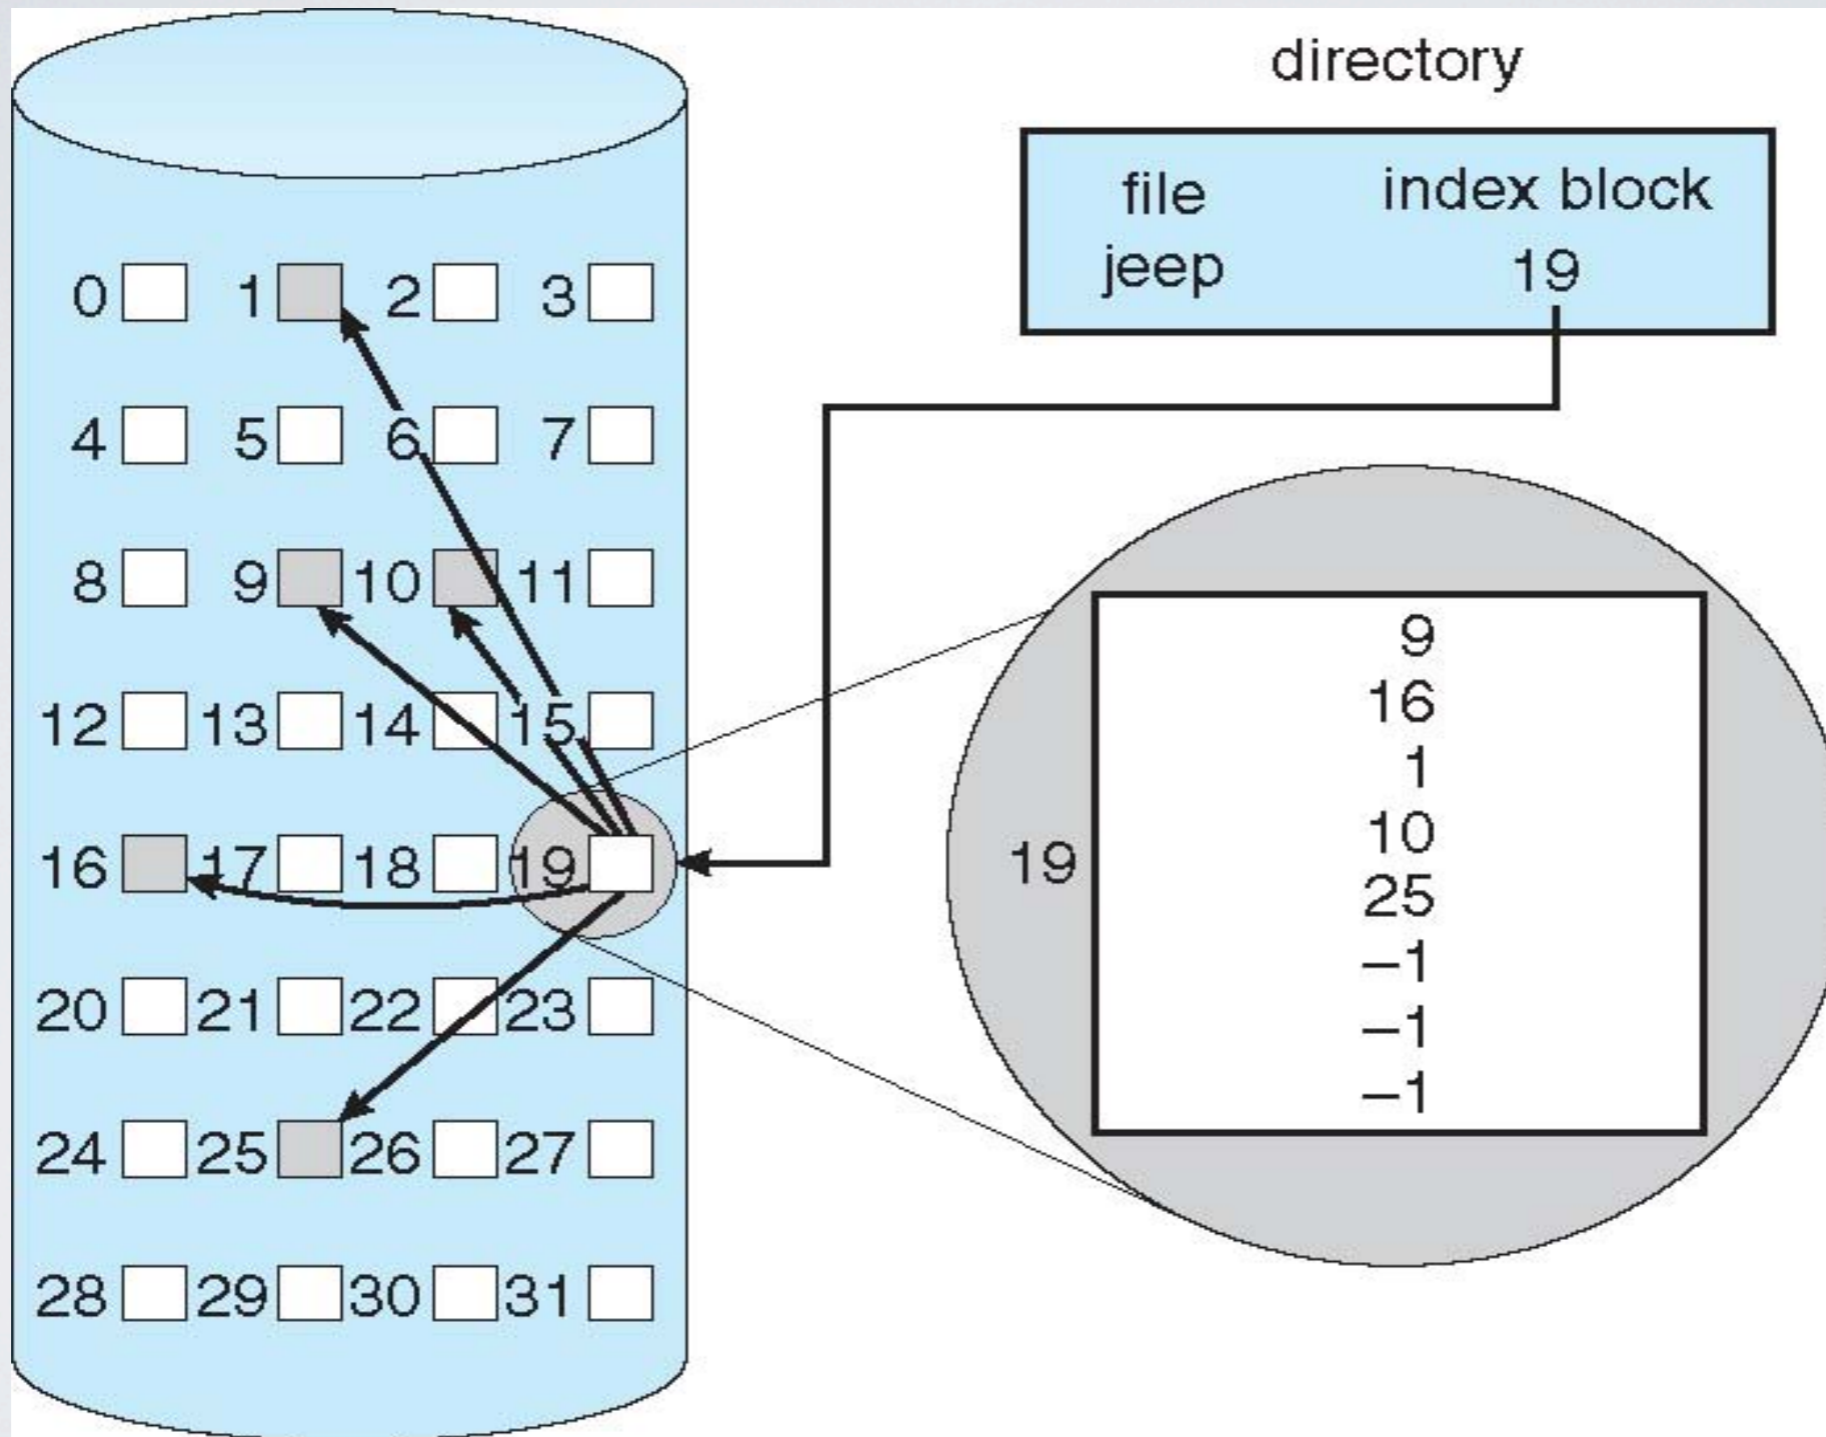 directory
file index block
jeep 19
0 1 2 3
4 5 6 7
8 9 10 11
12 13 14 15
16 17 18 19
20 21 22 23
24 25 26 27
28 29 30 31
19
9
16
1
10
25
–1
–1
–1